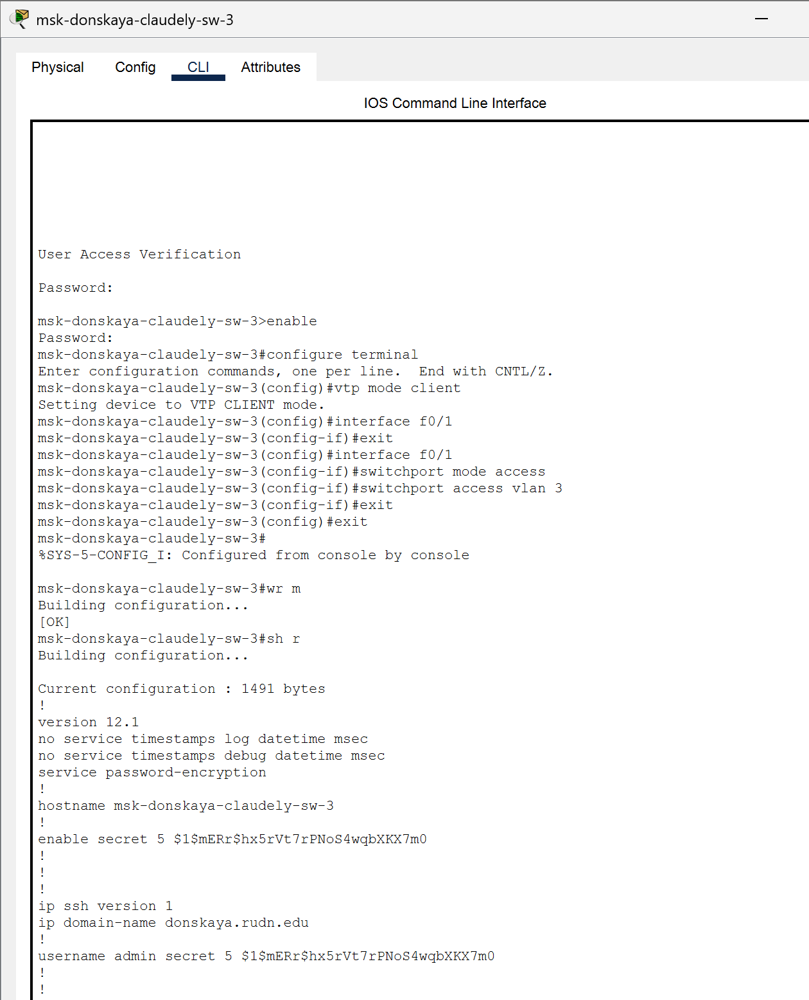 msk-donskaya-claudely-sw-3
Physical Config CLI Attributes
IOS Command Line Interface
User Access Verification
Password:
msk-donskaya-claudely-sw-3>enable
Password:
msk-donskaya-claudely-sw-3#configure terminal
Enter configuration commands, one per line.  End with CNTL/Z.
msk-donskaya-claudely-sw-3(config)#vtp mode client
Setting device to VTP CLIENT mode.
msk-donskaya-claudely-sw-3(config)#interface f0/1
msk-donskaya-claudely-sw-3(config-if)#exit
msk-donskaya-claudely-sw-3(config)#interface f0/1
msk-donskaya-claudely-sw-3(config-if)#switchport mode access
msk-donskaya-claudely-sw-3(config-if)#switchport access vlan 3
msk-donskaya-claudely-sw-3(config-if)#exit
msk-donskaya-claudely-sw-3(config)#exit
msk-donskaya-claudely-sw-3#
%SYS-5-CONFIG_I: Configured from console by console
msk-donskaya-claudely-sw-3#wr m
Building configuration...
[OK]
msk-donskaya-claudely-sw-3#sh r
Building configuration...
Current configuration : 1491 bytes
!
version 12.1
no service timestamps log datetime msec
no service timestamps debug datetime msec
service password-encryption
!
hostname msk-donskaya-claudely-sw-3
!
enable secret 5 $1$mERr$hx5rVt7rPNoS4wqbXKX7m0
!
!
!
ip ssh version 1
ip domain-name donskaya.rudn.edu
!
username admin secret 5 $1$mERr$hx5rVt7rPNoS4wqbXKX7m0
!
!